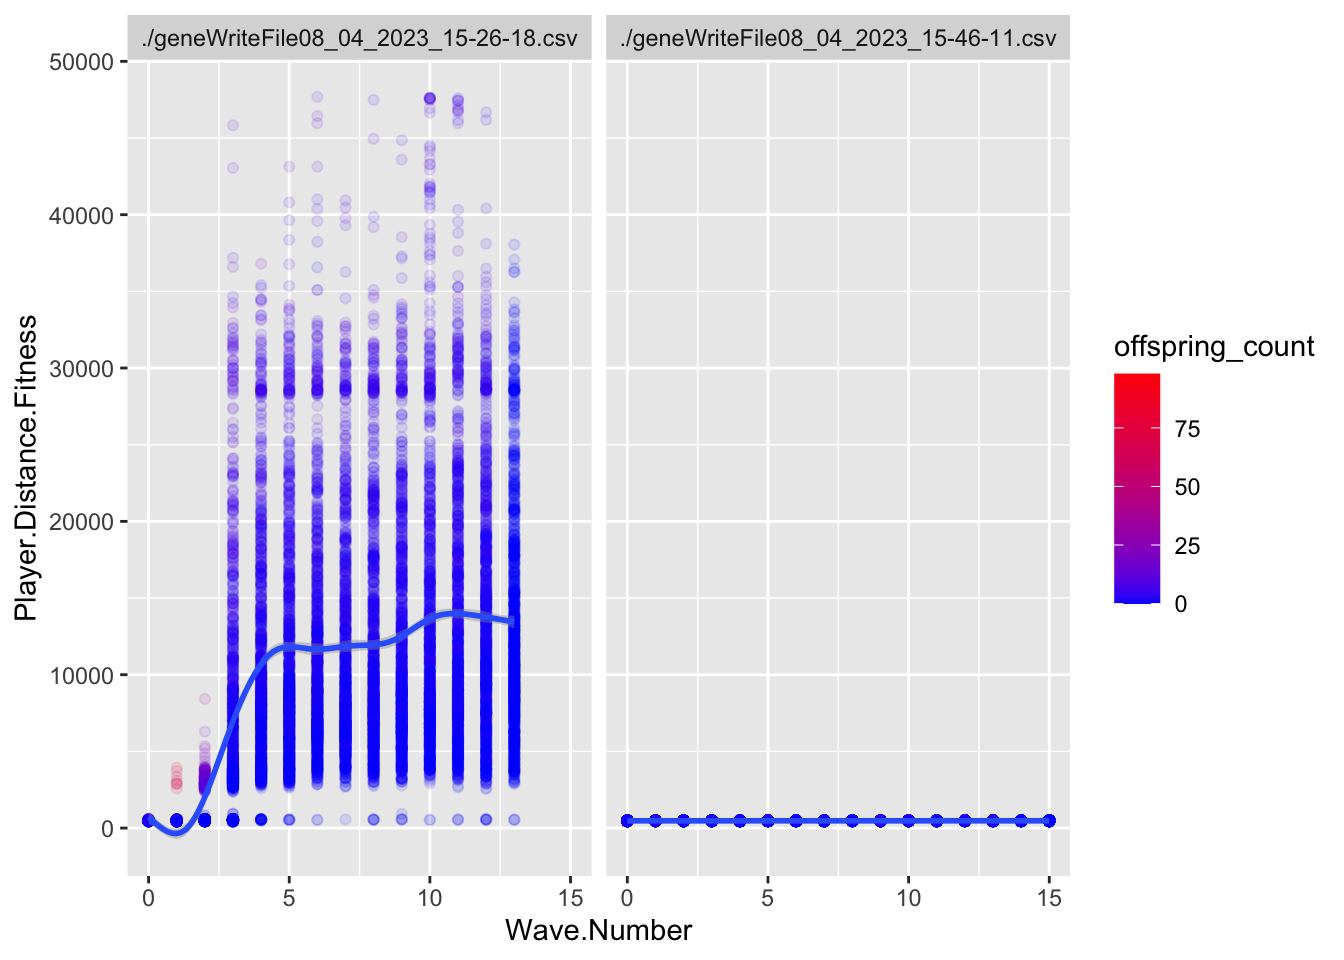 ./geneWriteFile08_04_2023_15-26-18.csv
./geneWriteFile08_04_2023_15-46-11.csv
50000
40000
30000
20000
10000
0
Player.Distance.Fitness
0 5 10 15
0 5 10 15
Wave.Number
offspring_count
75
50
25
0